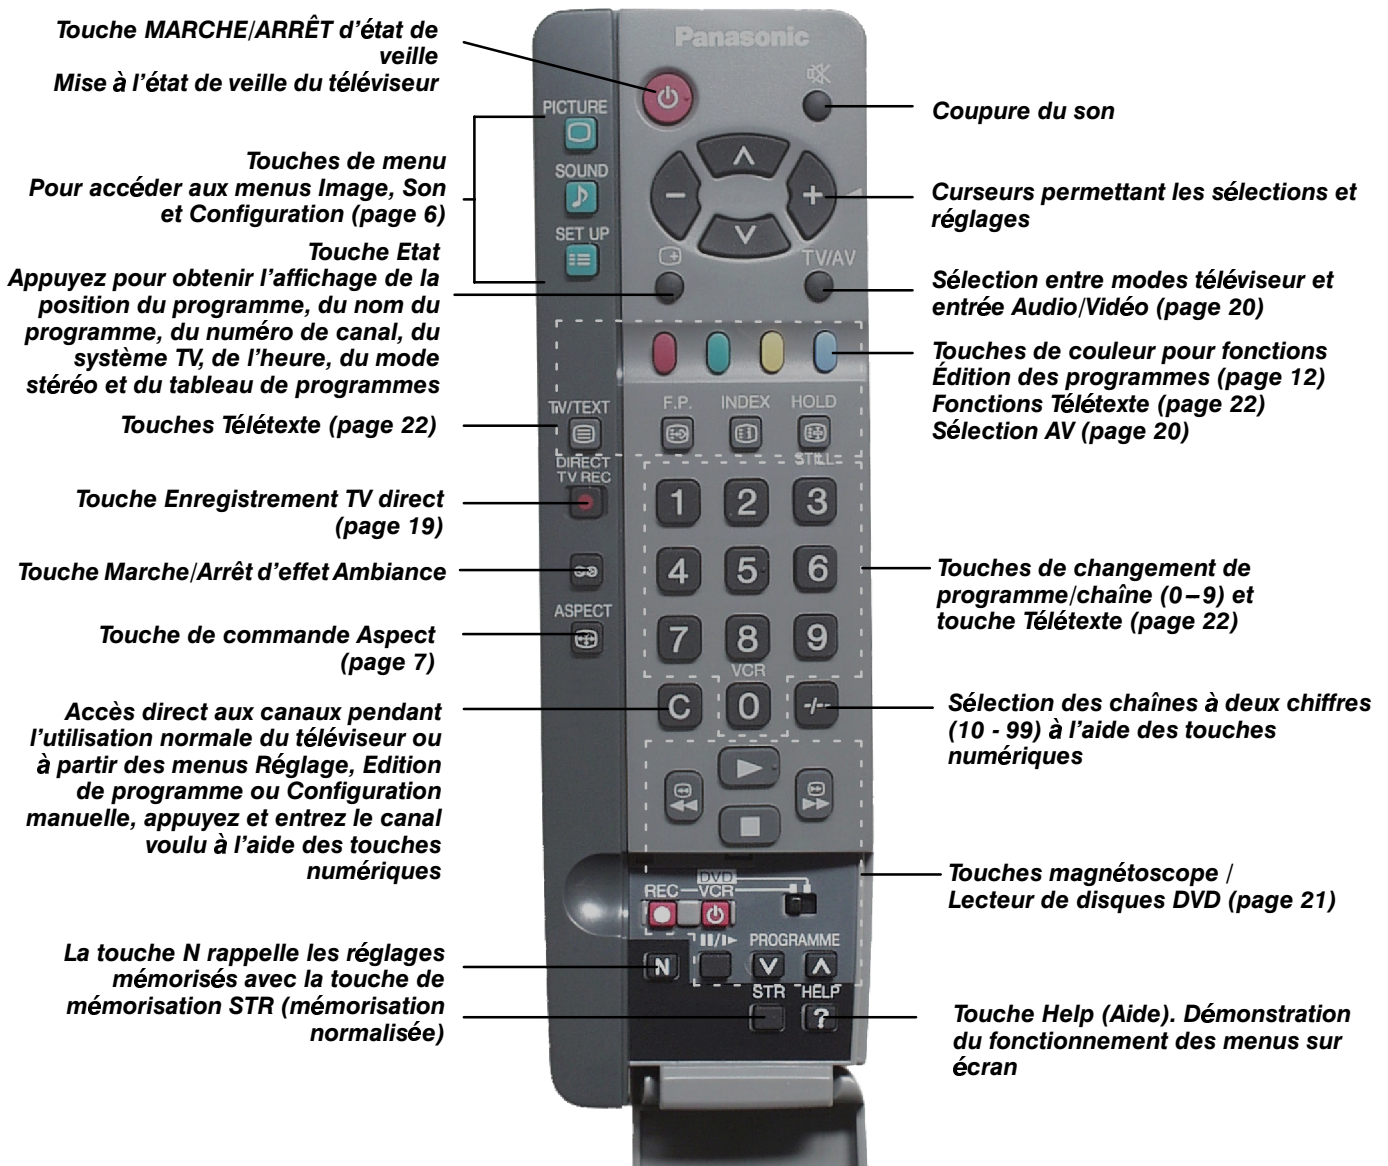 Touche MARCHE/ARRÊT d'état de
veille
Mise à l'état de veille du téléviseur
Touches de menu
Pour accéder aux menus Image, Son
et Configuration (page 6)
Touche Etat
Appuyez pour obtenir l'affichage de la
position du programme, du nom du
programme, du numéro de canal, du
système TV, de l'heure, du mode
stéréo et du tableau de programmes
Touches Télétexte (page 22)
Touche Enregistrement TV direct
(page 19)
Touche Marche/Arrêt d'effet Ambiance
Touche de commande Aspect
(page 7)
Accès direct aux canaux pendant
l'utilisation normale du téléviseur ou
à partir des menus Réglage, Edition
de programme ou Configuration
manuelle, appuyez et entrez le canal
voulu à l'aide des touches
numériques
La touche N rappelle les réglages
mémorisés avec la touche de
mémorisation STR (mémorisation
normalisée)
Panasonic
PICTURE
SOUND
SET UP
TV/AV
TV/TEXT
F.P.
INDEX
HOLD
DIRECT
TV REC
STILL
1
2
3
4
5
6
ASPECT
7
8
9
VCR
C
0
-/--
DVD
REC
VCR
PROGRAMME
N
STR
HELP
?
Coupure du son
Curseurs permettant les sélections et
réglages
Sélection entre modes téléviseur et
entrée Audio/Vidéo (page 20)
Touches de couleur pour fonctions
Édition des programmes (page 12)
Fonctions Télétexte (page 22)
Sélection AV (page 20)
Touches de changement de
programme/chaîne (0–9) et
touche Télétexte (page 22)
Sélection des chaînes à deux chiffres
(10 - 99) à l'aide des touches
numériques
Touches magnétoscope /
Lecteur de disques DVD (page 21)
Touche Help (Aide). Démonstration
du fonctionnement des menus sur
écran